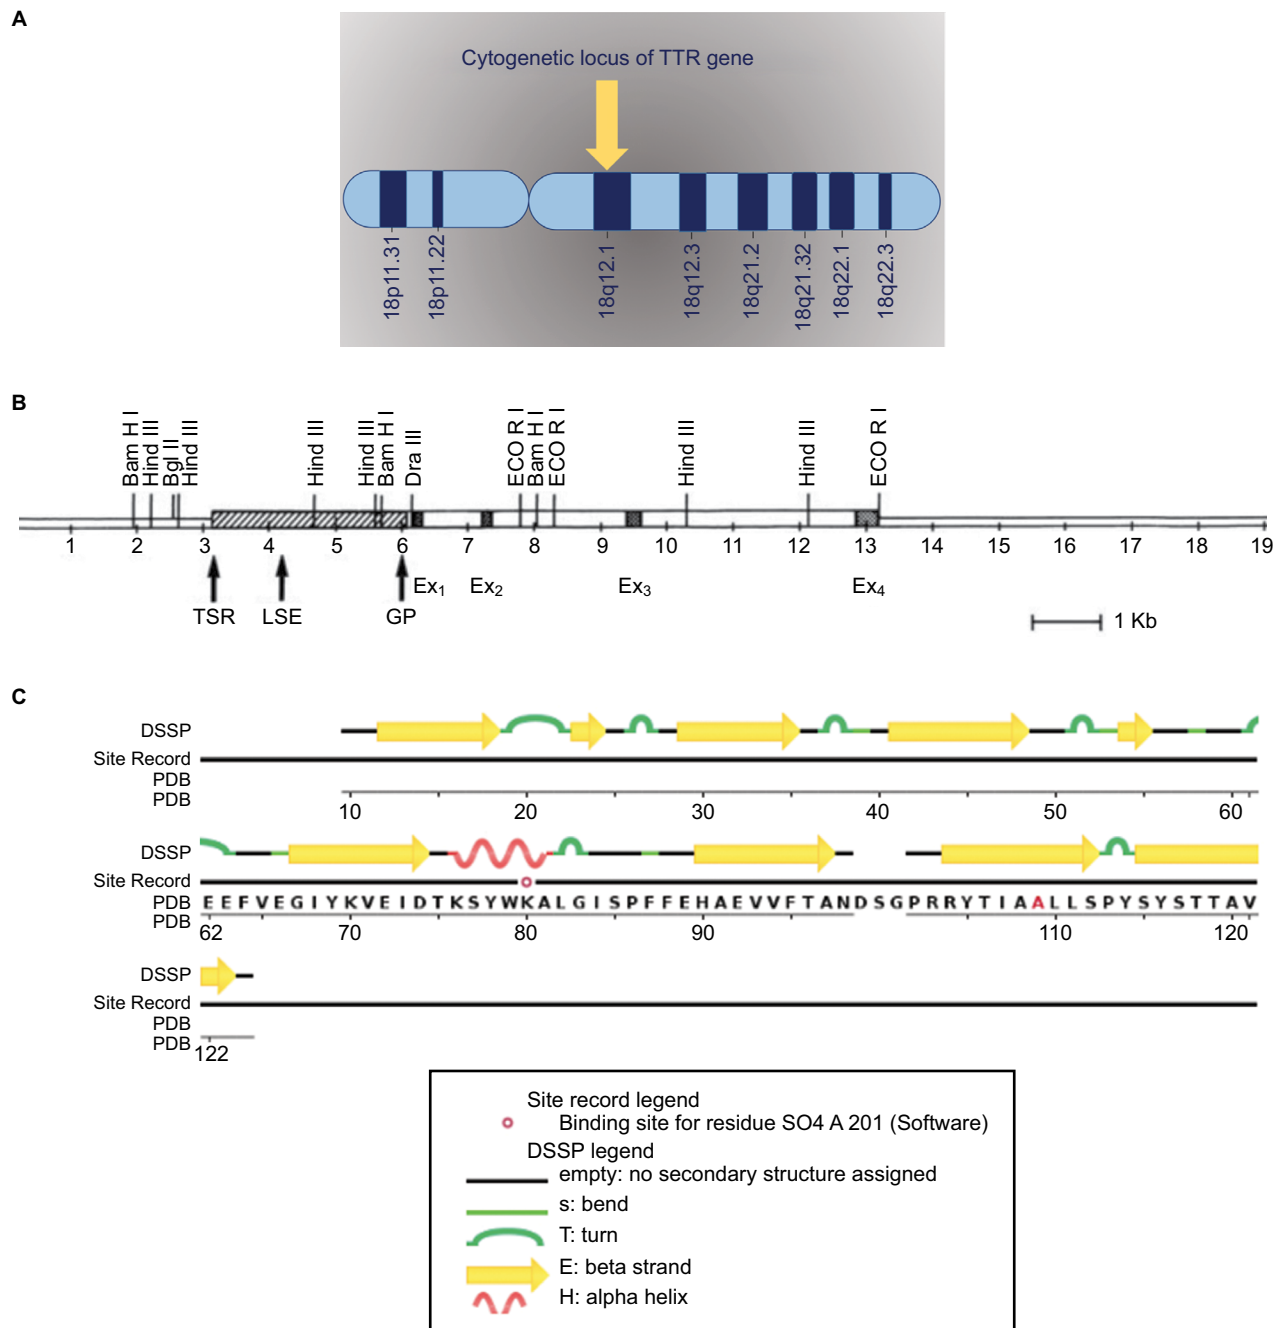 A
Cytogenetic locus of TTR gene
18p11.31 18p11.22 18q12.1 18q12.3 18q21.2 18q21.32 18q22.1 18q22.3
B
Bam H I Hind III Bgl II Hind III Hind III Hind III Bam H I Dra III ECO R I Bam H I ECO R I Hind III Hind III ECO R I
1 2 3 4 5 6 7 8 9 10 11 12 13 14 15 16 17 18 19
Ex1 Ex2 Ex3 Ex4
TSR LSE GP
1 Kb
C
DSSP
Site Record
PDB
PDB
10 20 30 40 50 60
DSSP
Site Record
PDB EEFVEGIYKVEIDTKSYWKALGISPFFEHAEVVFTANDSGPRRYTIAALLSPYSYSTTAV
PDB
62 70 80 90 110 120
DSSP
Site Record
PDB
PDB
122
Site record legend
Binding site for residue SO4 A 201 (Software)
DSSP legend
empty: no secondary structure assigned
s: bend
T: turn
E: beta strand
H: alpha helix